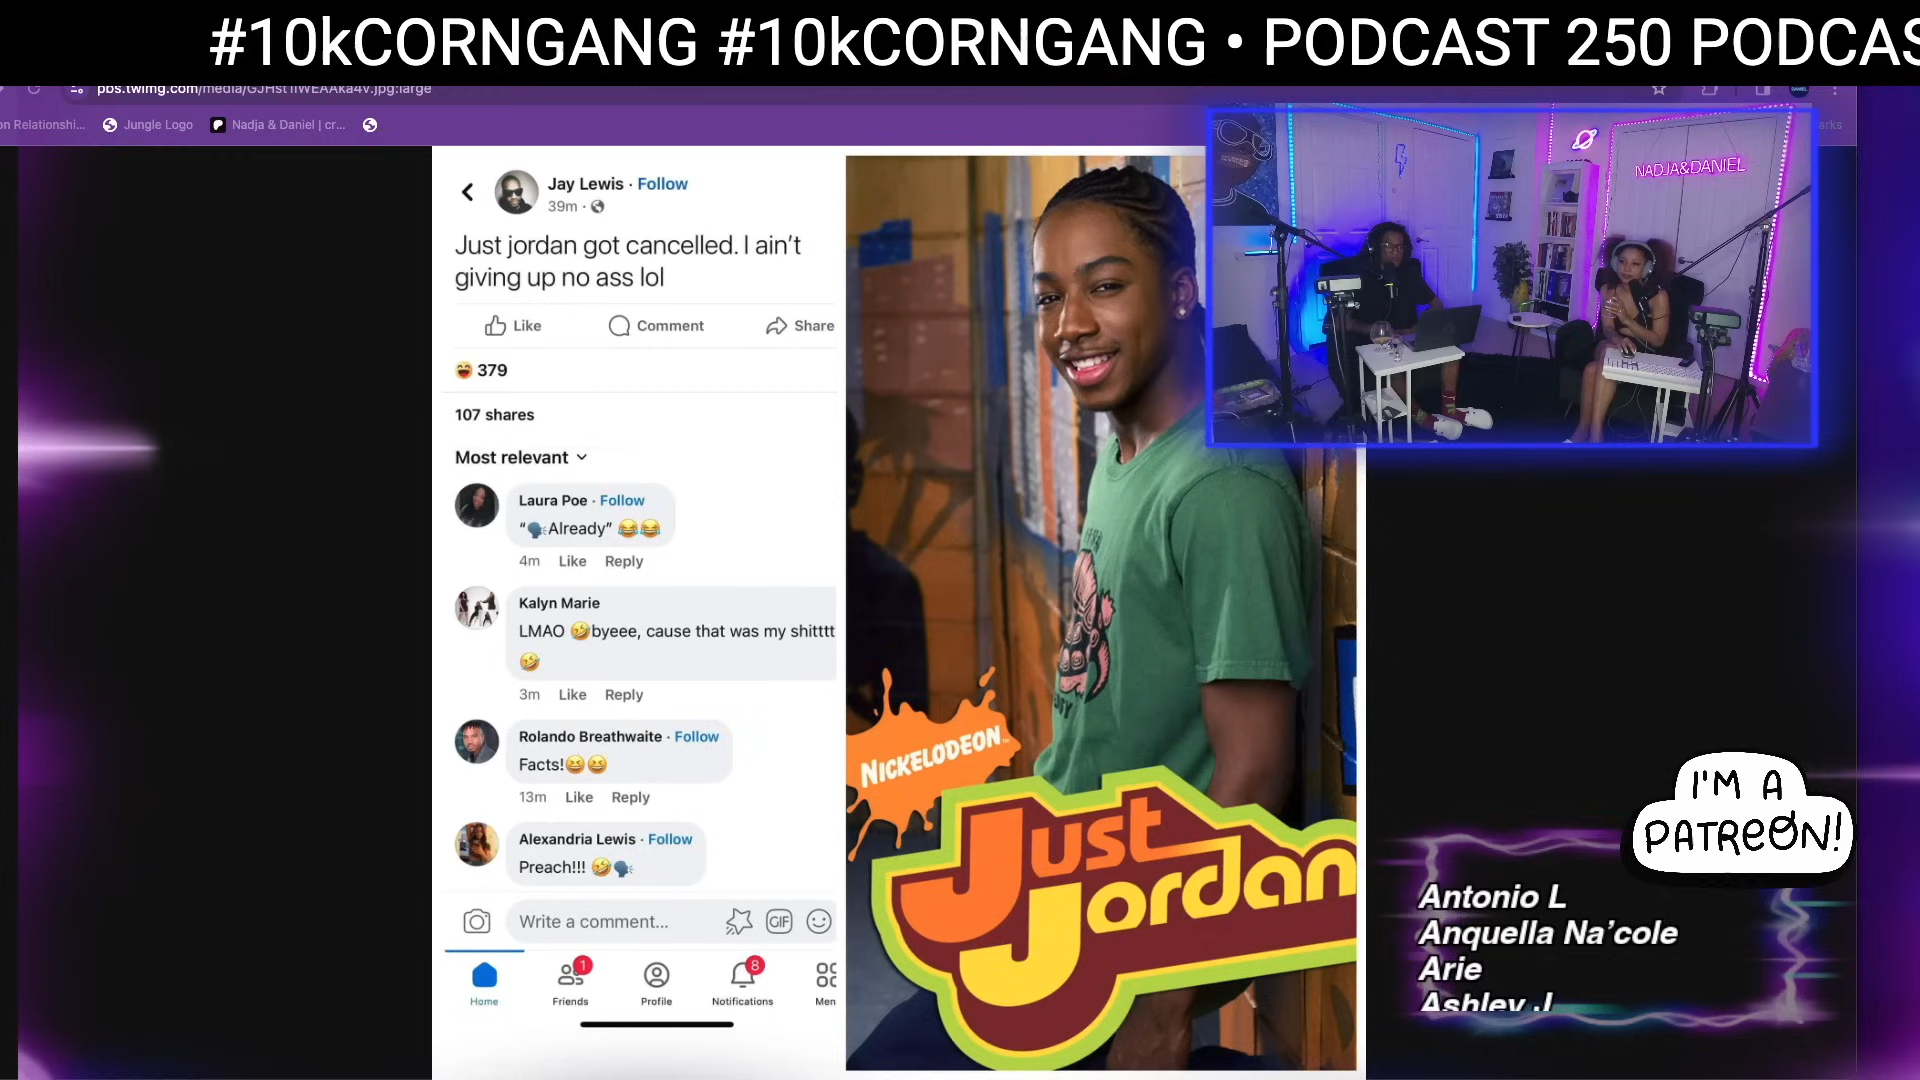 #10kCORNGANG #10kCORNGANG • PODCAST 250 PODCAS
pbs.twimg.com/media/
on Relationshi...
Jungle Logo
Nadja & Daniel | cr...
arks
NADJA&DANIEL
Jay Lewis · Follow
39m ·
Just jordan got cancelled. I ain't
giving up no ass lol
Like
Comment
Share
😆 379
107 shares
Most relevant
Laura Poe · Follow
"🗣️Already" 😂😂
4m Like Reply
Kalyn Marie
LMAO 🤣byeee, cause that was my shitttt
🤣
3m Like Reply
Rolando Breathwaite · Follow
Facts!😆😆
13m Like Reply
Alexandria Lewis · Follow
Preach!!! 🤣🗣️
Write a comment...
GIF
1
8
Home
Friends
Profile
Notifications
Men
NICKELODEON™
Just
Jordan
I'M A
PATREON!
Antonio L
Anquella Na'cole
Arie
Ashley J